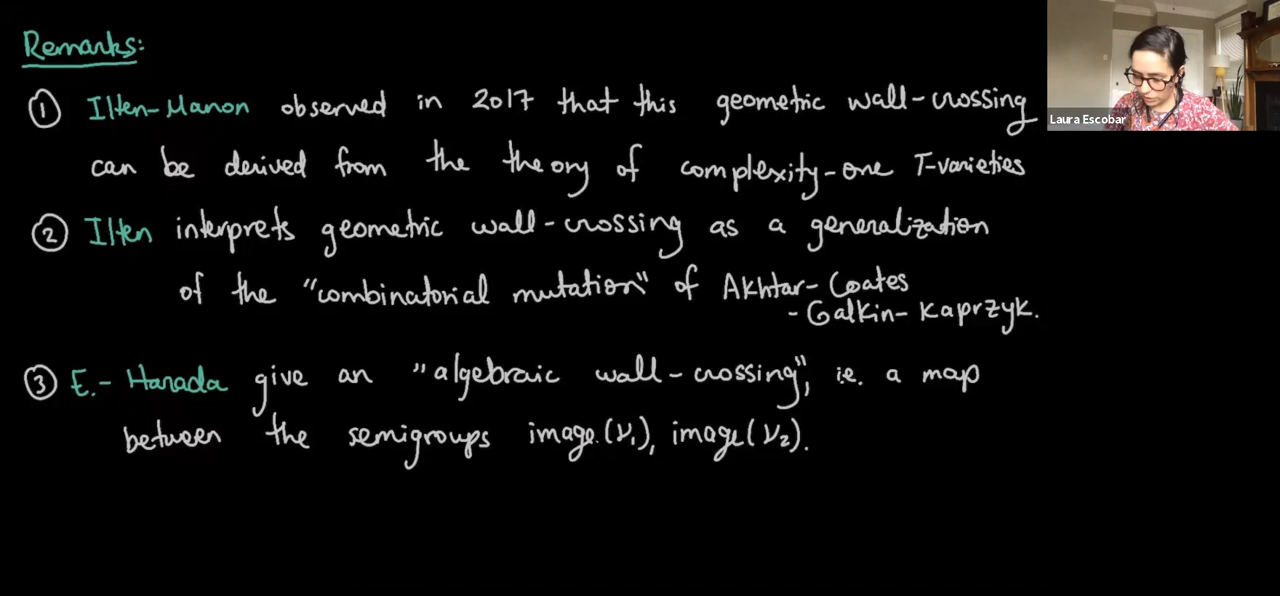 Remarks:
① Ilten-Manon observed in 2017 that this geometric wall-crossing
can be derived from the theory of complexity-one T-varieties
② Ilten interprets geometric wall-crossing as a generalization
of the "combinatorial mutation" of Akhtar-Coates
-Galkin-Kaprzyk.
③ E.-Harada give an "algebraic wall-crossing", i.e. a map
between the semigroups image(ν₁), image(ν₂).
Laura Escobar